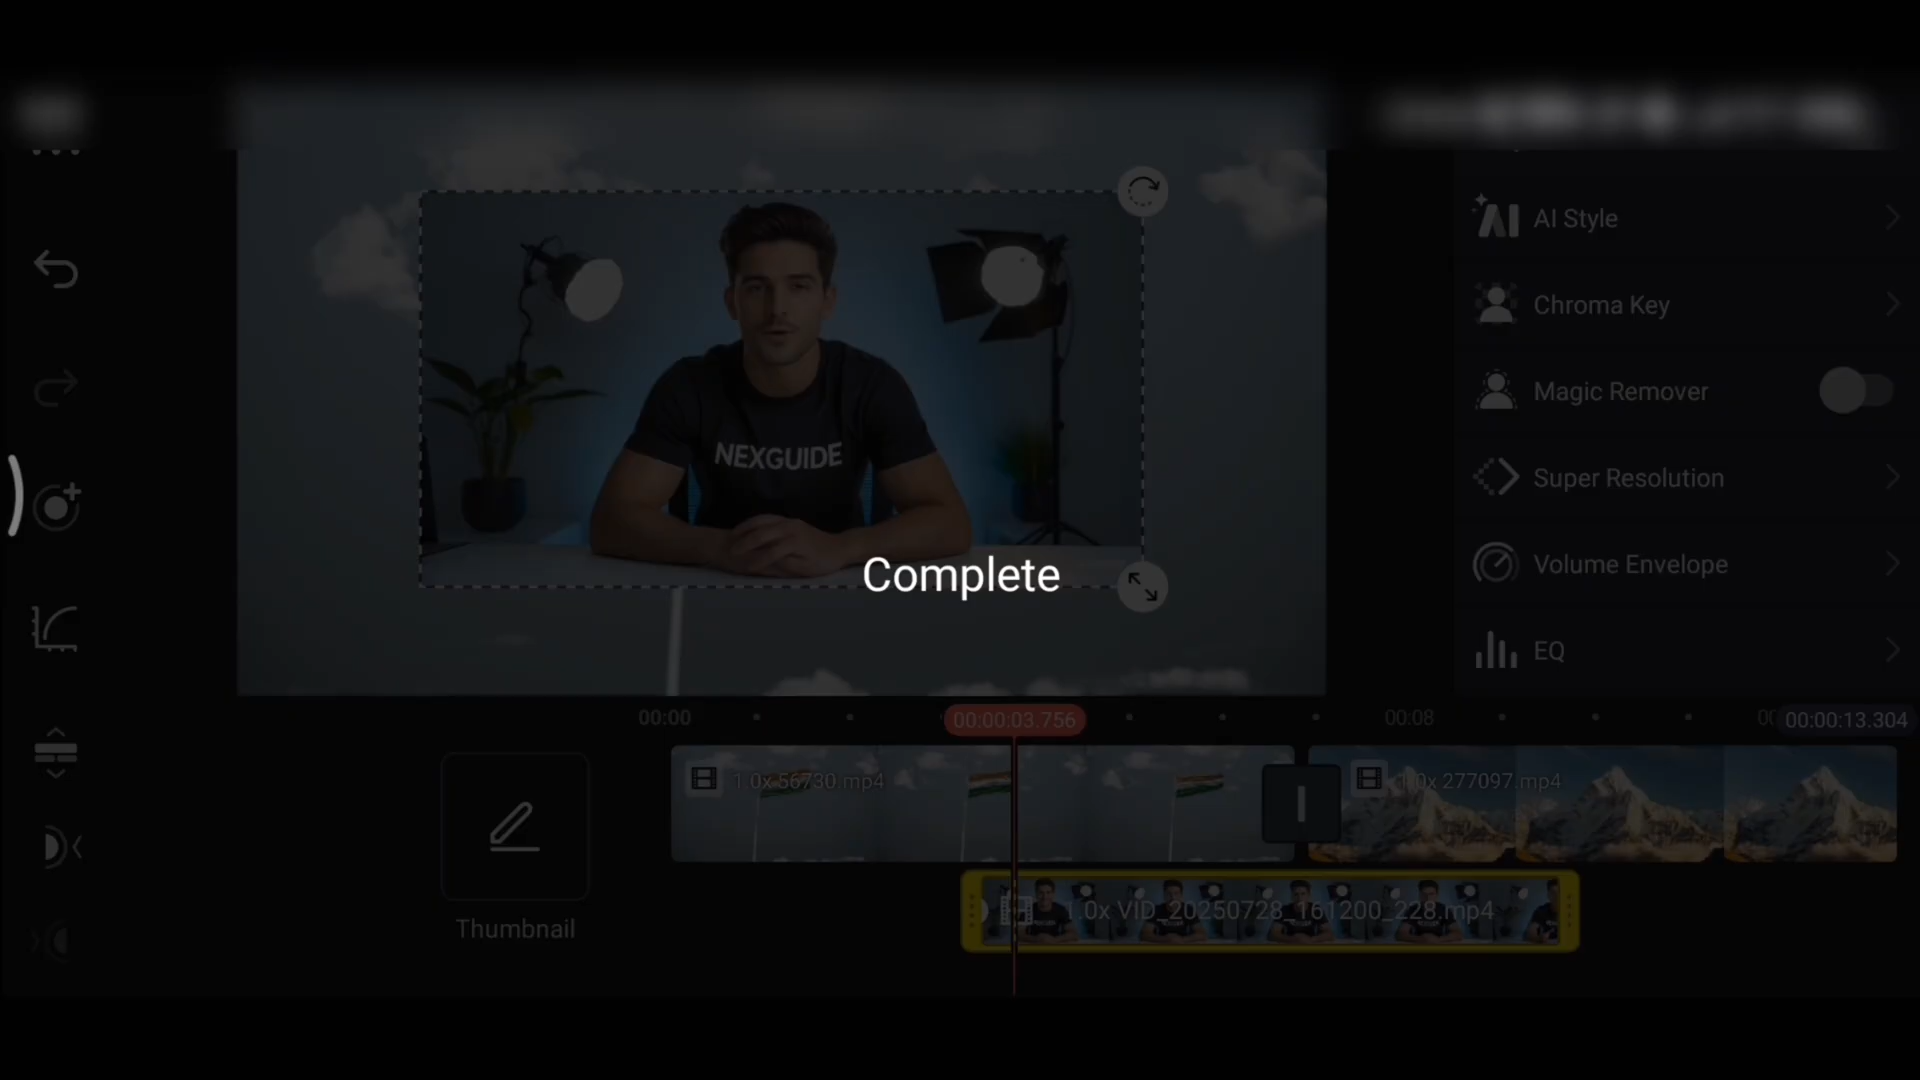 AI Style
Chroma Key
Magic Remover
NEXGUIDE
Super Resolution
Complete
Volume Envelope
EQ
00:00
00:00:03.756
00:08
00:00:13.304
1.0x 56730.mp4
1.0x 277097.mp4
1.0x VID_20250728_161200_228.mp4
Thumbnail